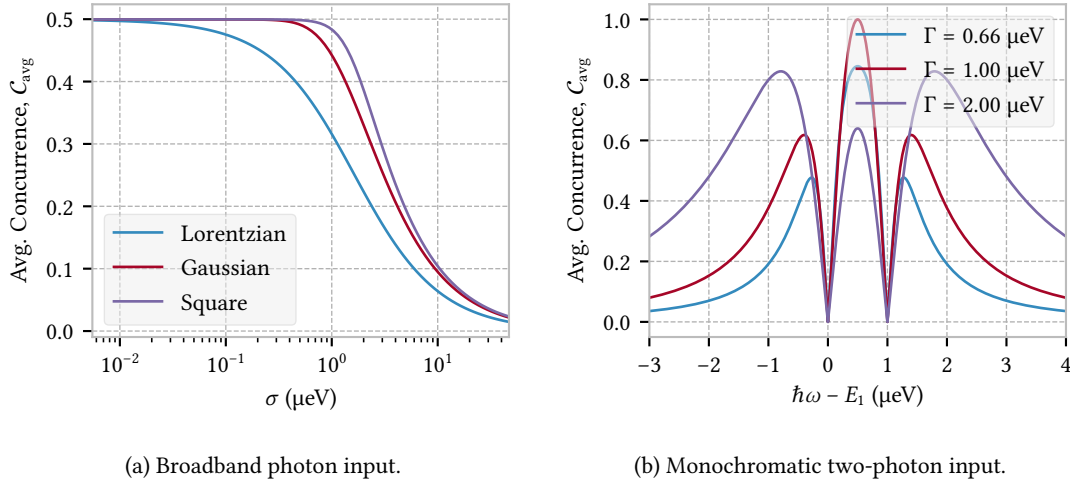 Avg. Concurrence, 𝒞avg
0.5
0.4
0.3
0.2
0.1
0.0
Lorentzian
Gaussian
Square
10⁻² 10⁻¹ 10⁰ 10¹
σ (µeV)
(a) Broadband photon input.
Avg. Concurrence, 𝒞avg
1.0
0.8
0.6
0.4
0.2
0.0
Γ = 0.66 µeV
Γ = 1.00 µeV
Γ = 2.00 µeV
−3 −2 −1 0 1 2 3 4
ℏω − E₁ (µeV)
(b) Monochromatic two-photon input.